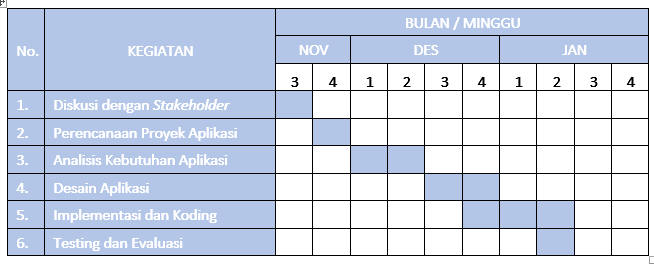 No. KEGIATAN BULAN / MINGGU
NOV DES JAN
3 4 1 2 3 4 1 2 3 4
1. Diskusi dengan Stakeholder
2. Perencanaan Proyek Aplikasi
3. Analisis Kebutuhan Aplikasi
4. Desain Aplikasi
5. Implementasi dan Koding
6. Testing dan Evaluasi